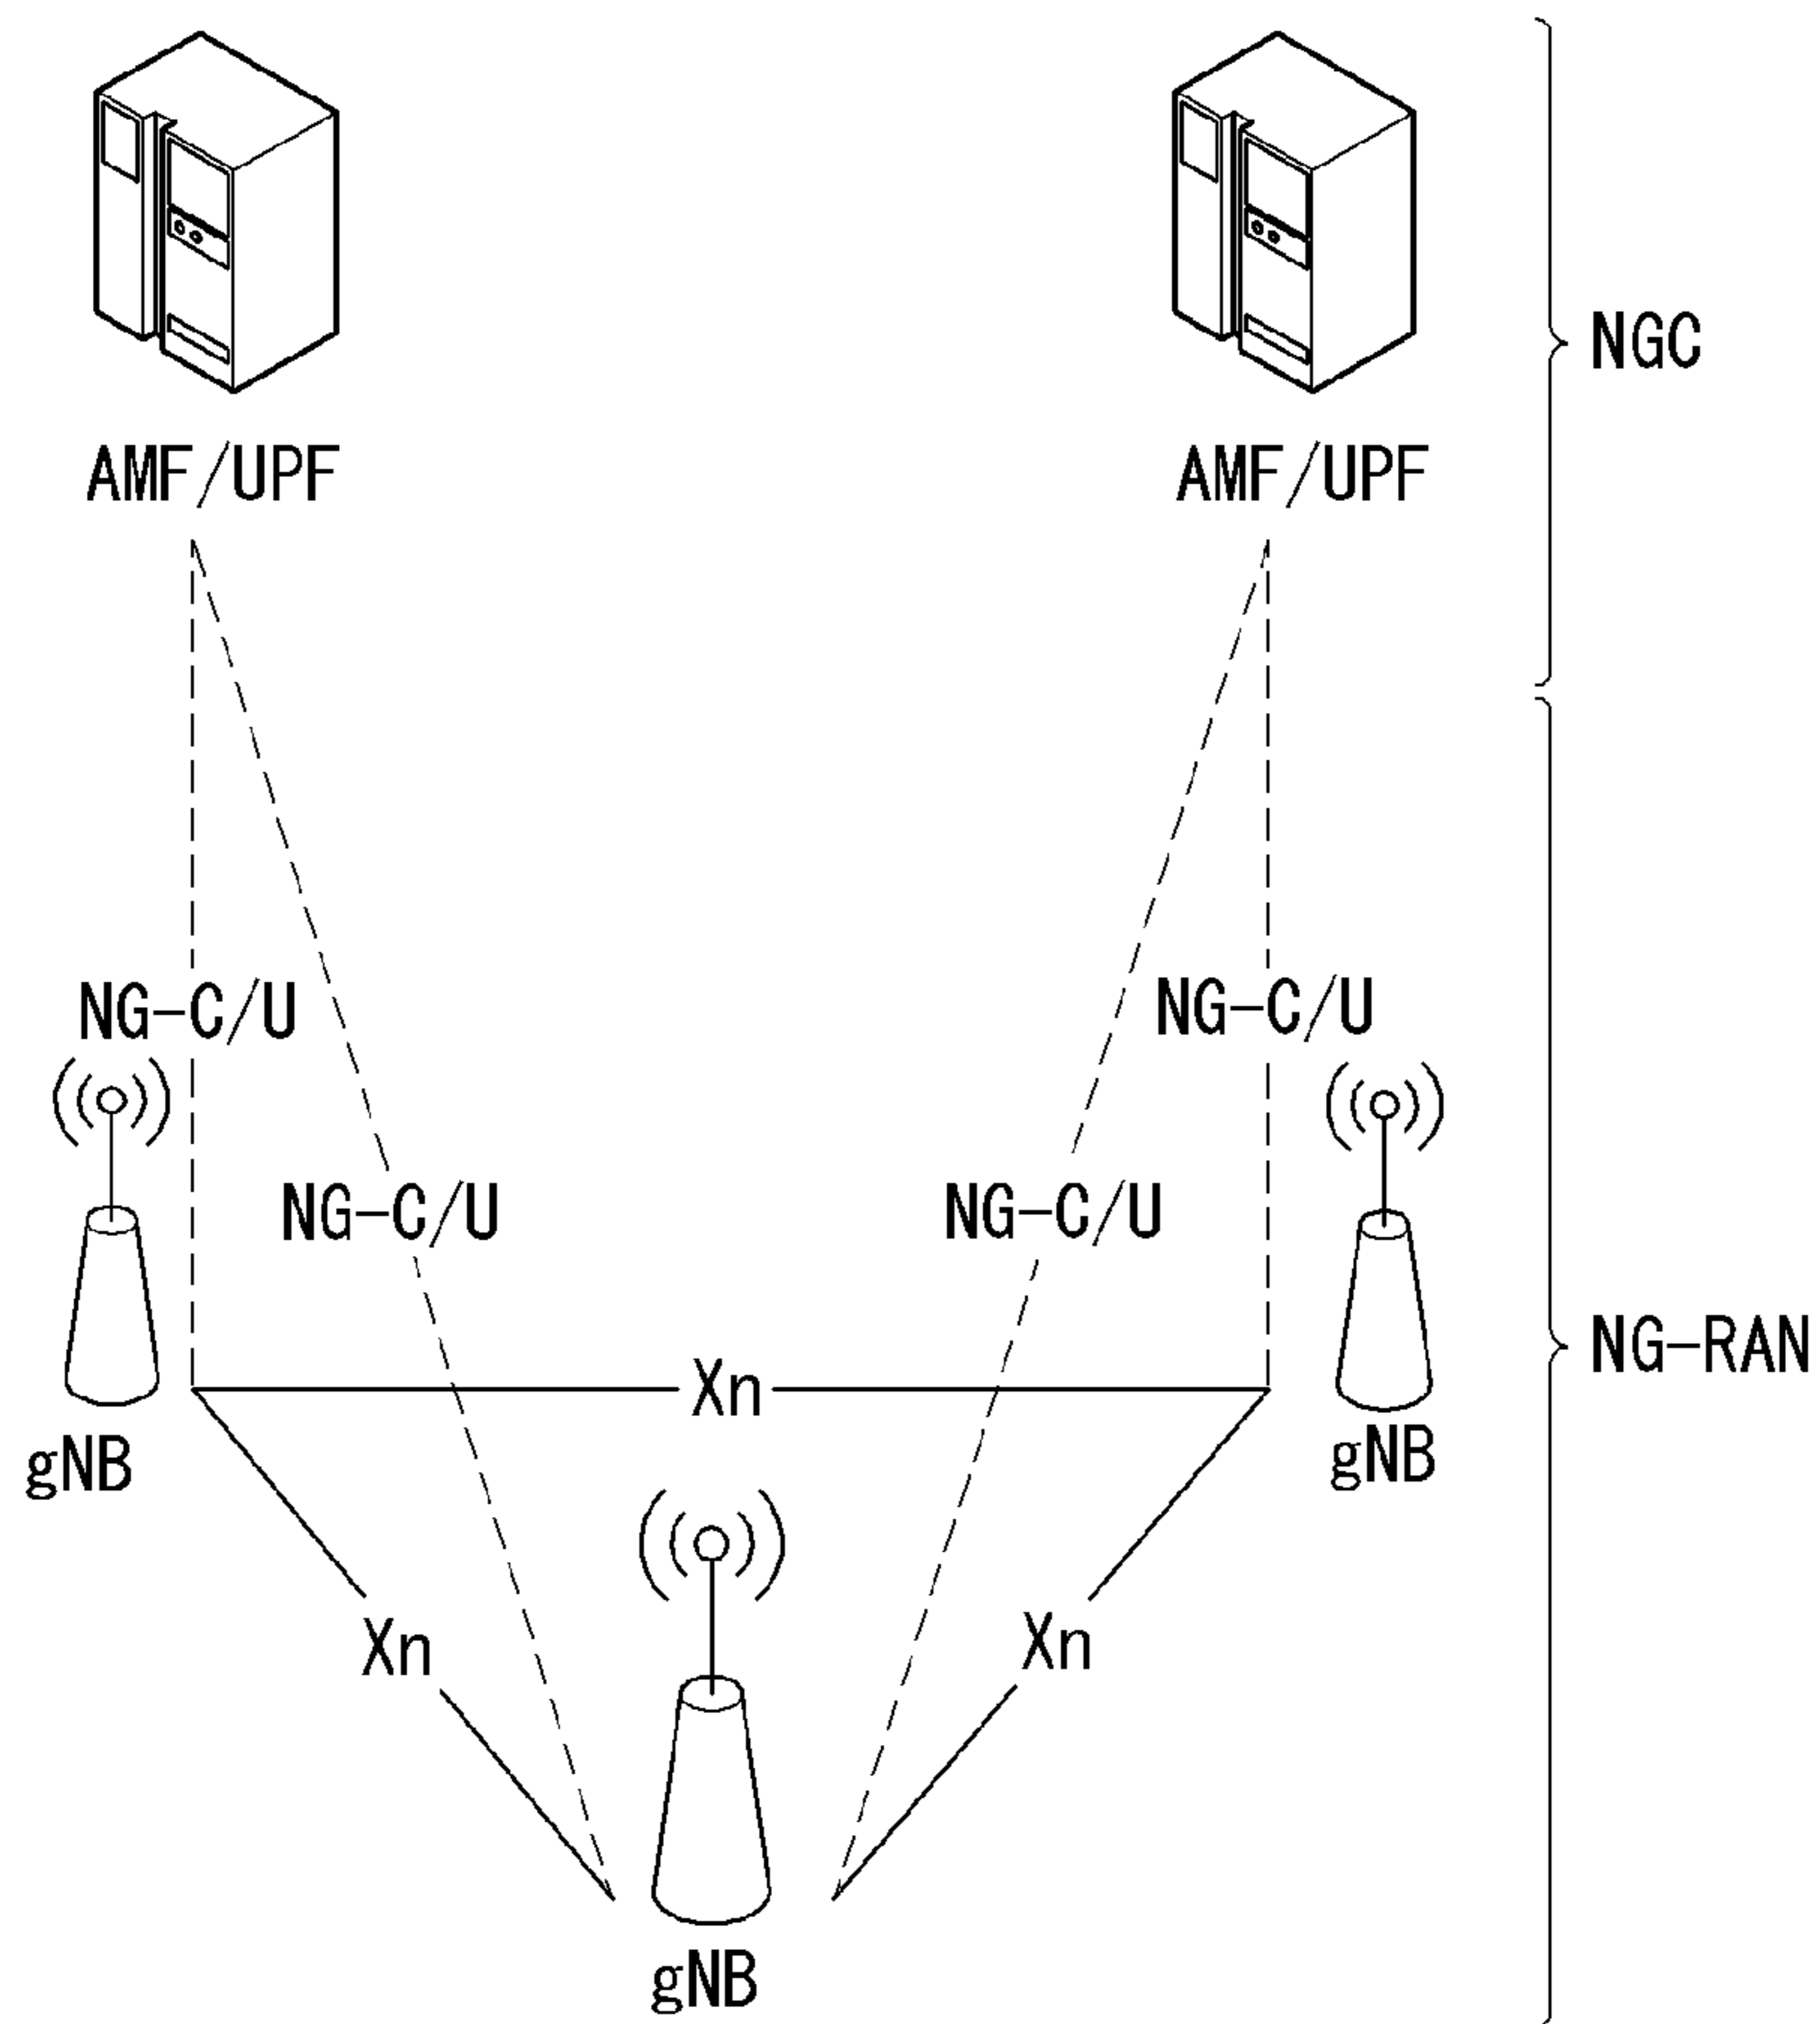 NGC
AMF/UPF
AMF/UPF
NG-C/U
NG-C/U
NG-C/U
NG-C/U
NG-RAN
Xn
gNB
gNB
Xn
Xn
gNB